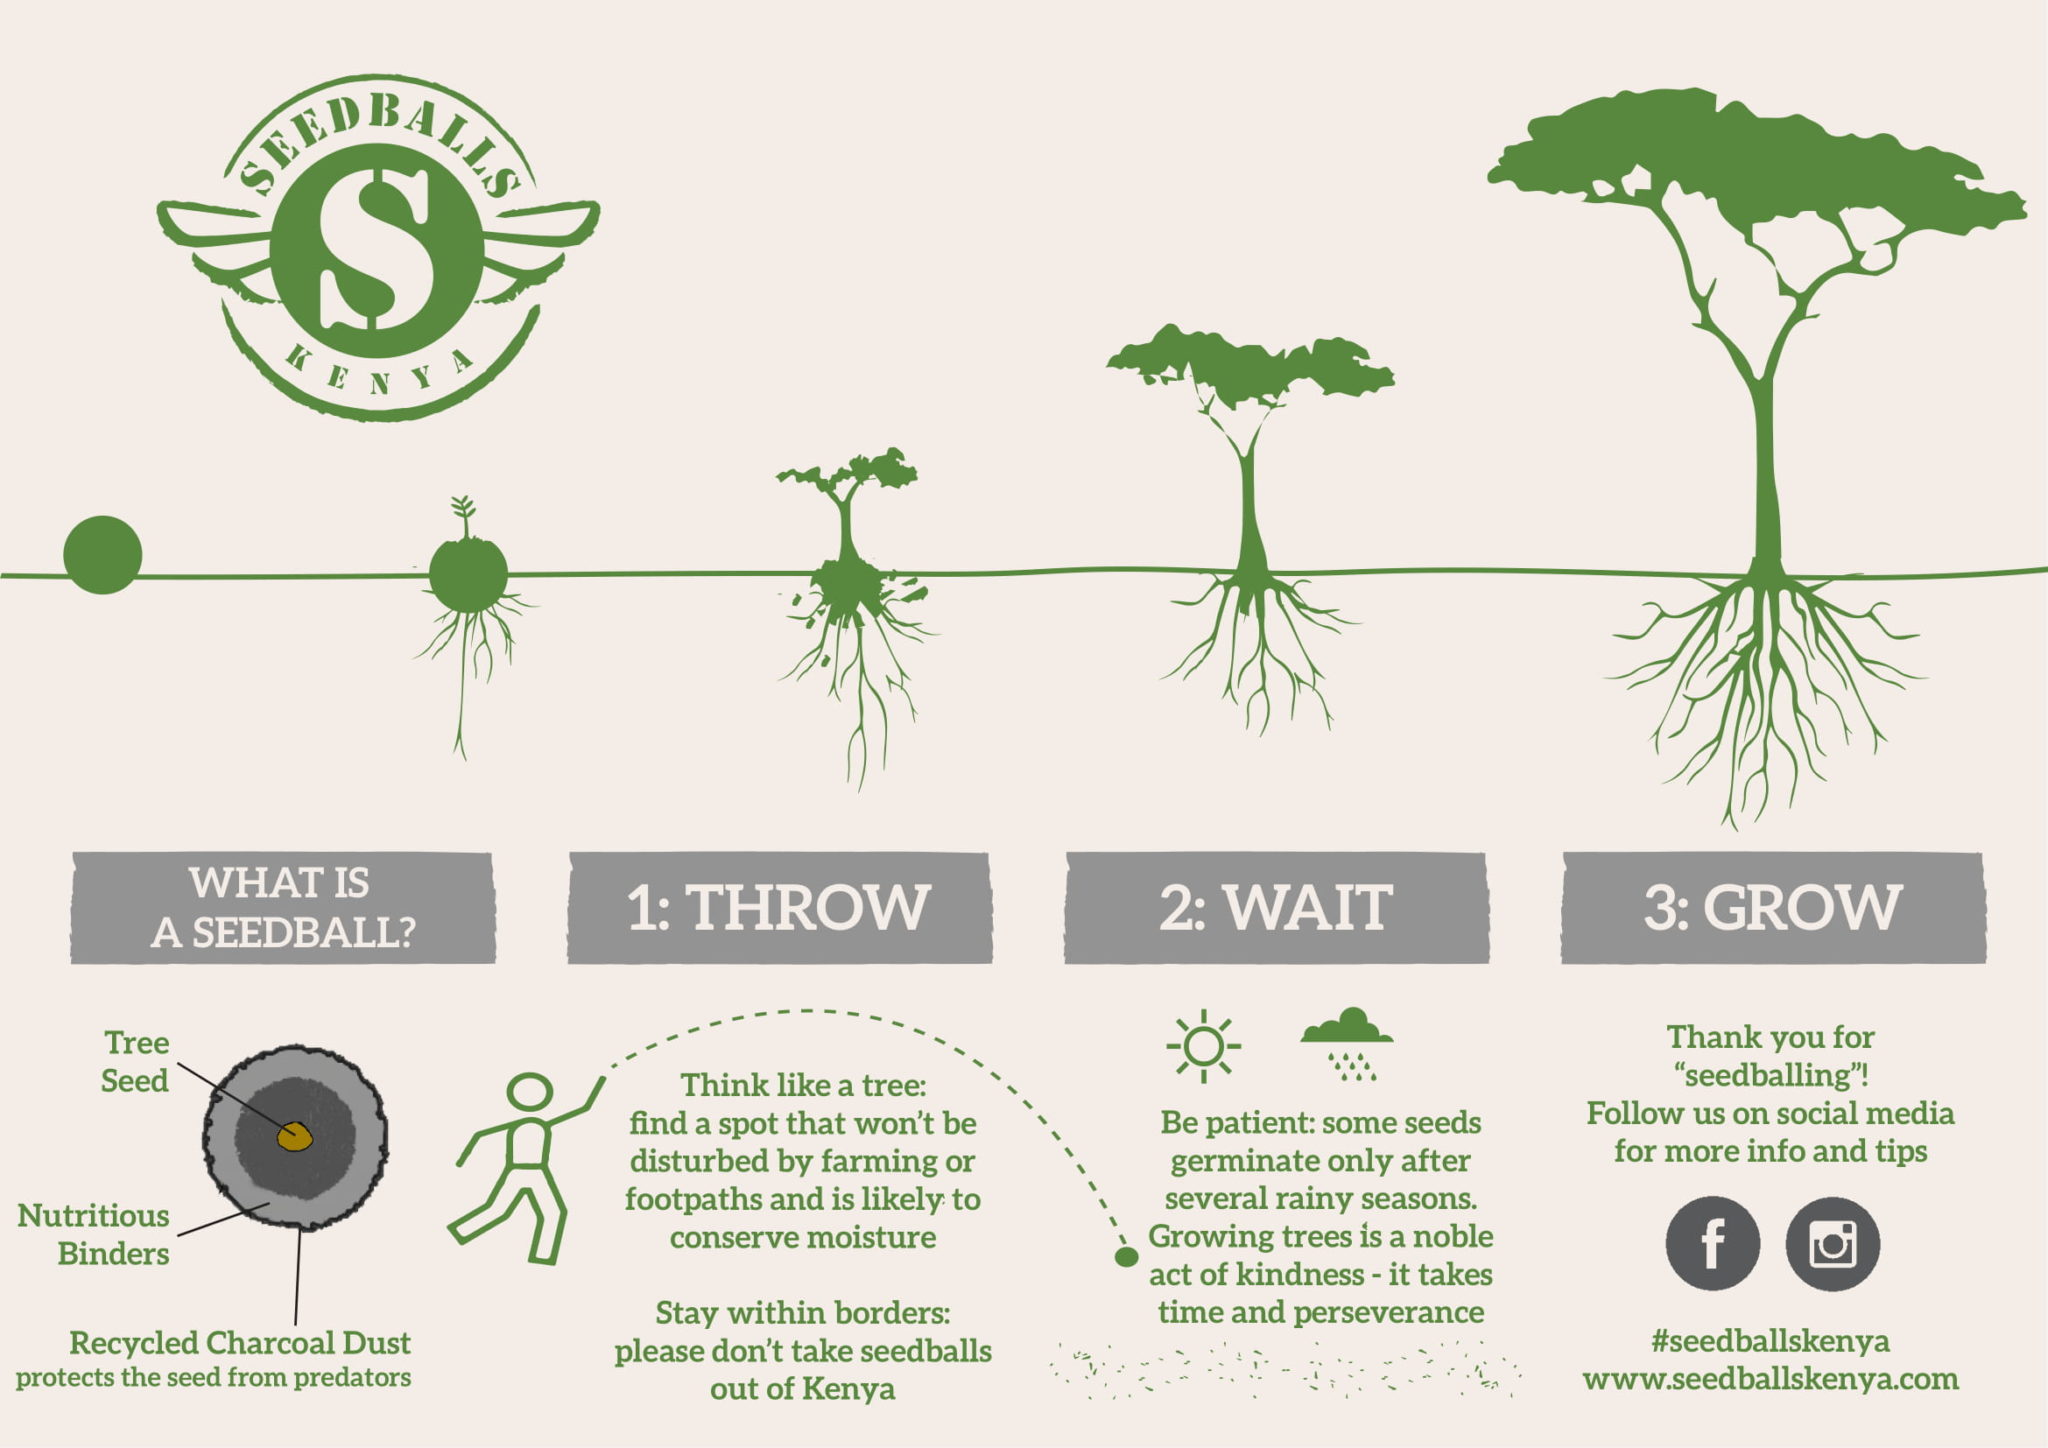 SEEDBALLS
S
KENYA
WHAT IS
A SEEDBALL?
Tree
Seed
Nutritious
Binders
Recycled Charcoal Dust
protects the seed from predators
1: THROW
Think like a tree:
find a spot that won't be
disturbed by farming or
footpaths and is likely to
conserve moisture
Stay within borders:
please don't take seedballs
out of Kenya
2: WAIT
Be patient: some seeds
germinate only after
several rainy seasons.
Growing trees is a noble
act of kindness - it takes
time and perseverance
3: GROW
Thank you for
“seedballing”!
Follow us on social media
for more info and tips
f
#seedballskenya
www.seedballskenya.com